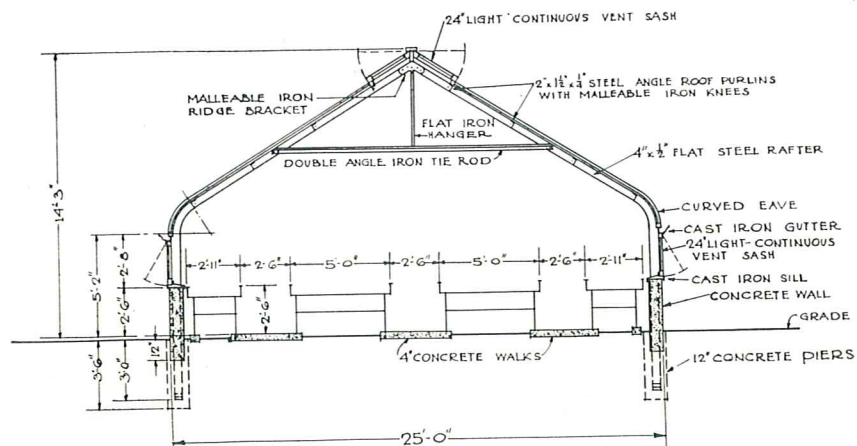 24" LIGHT CONTINUOUS VENT SASH
MALLEABLE IRON
RIDGE BRACKET
2" x 1½" x ¼" STEEL ANGLE ROOF PURLINS
WITH MALLEABLE IRON KNEES
FLAT IRON
HANGER
DOUBLE ANGLE IRON TIE ROD
4" x ½" FLAT STEEL RAFTER
14'-3"
CURVED EAVE
CAST IRON GUTTER
24" LIGHT-CONTINUOUS
VENT SASH
CAST IRON SILL
CONCRETE WALL
GRADE
5'-2"
2'-8"
2'-6"
2'-11"
2'-6"
5'-0"
2'-6"
5'-0"
2'-6"
2'-11"
2'-6"
12"
3'-6"
3'-0"
4" CONCRETE WALKS
12" CONCRETE PIERS
25'-0"